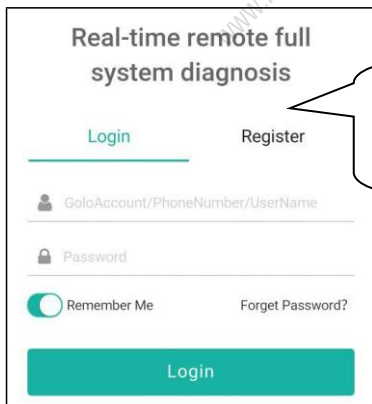 Real-time remote full
system diagnosis
Login Register
GoloAccount/PhoneNumber/UserName
Password
Remember Me Forget Password?
Login